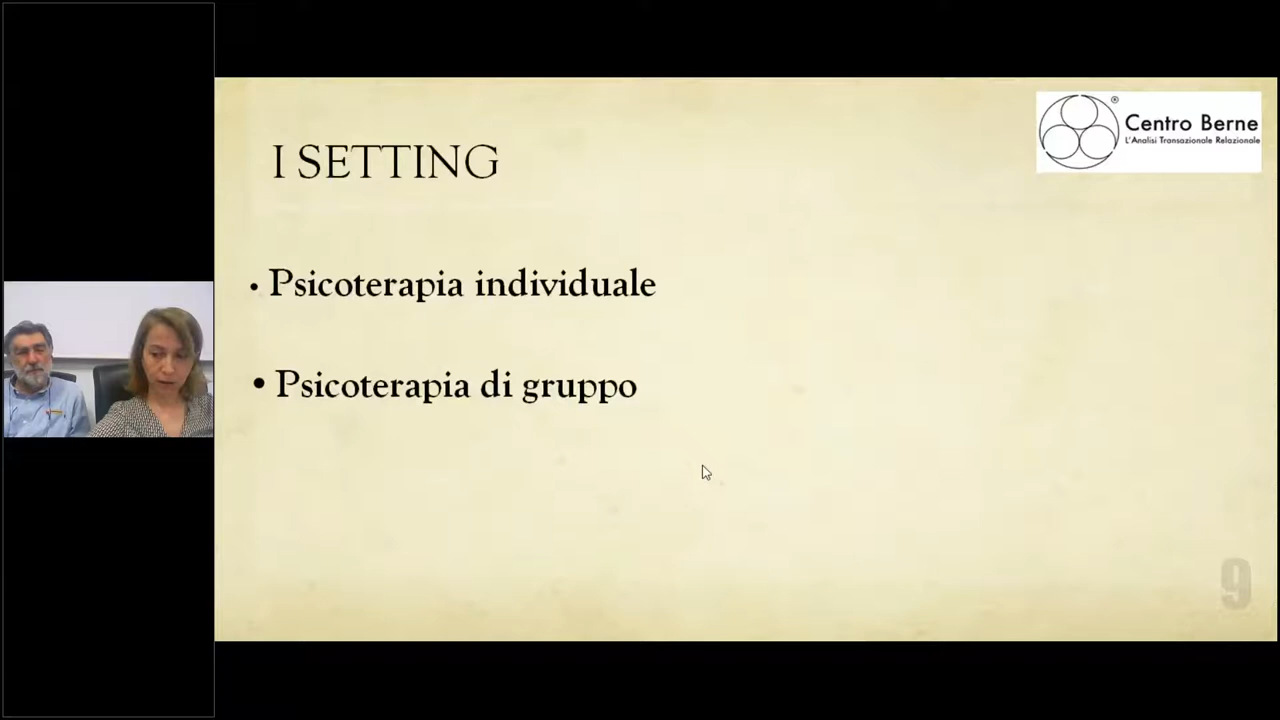 I SETTING
• Psicoterapia individuale
• Psicoterapia di gruppo
®
Centro Berne
L'Analisi Transazionale Relazionale
9